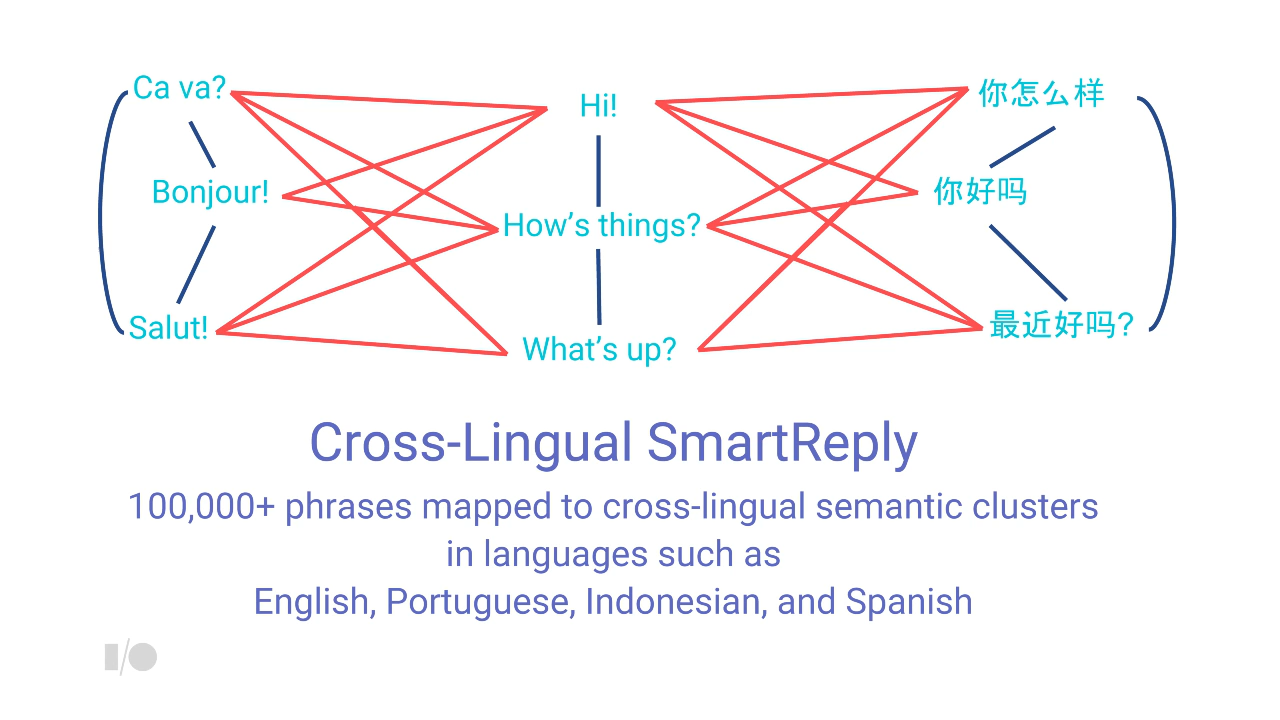 Ca va?
Hi!
你怎么样
Bonjour!
你好吗
How’s things?
Salut!
最近好吗?
What’s up?
Cross-Lingual SmartReply
100,000+ phrases mapped to cross-lingual semantic clusters
in languages such as
English, Portuguese, Indonesian, and Spanish
I/O